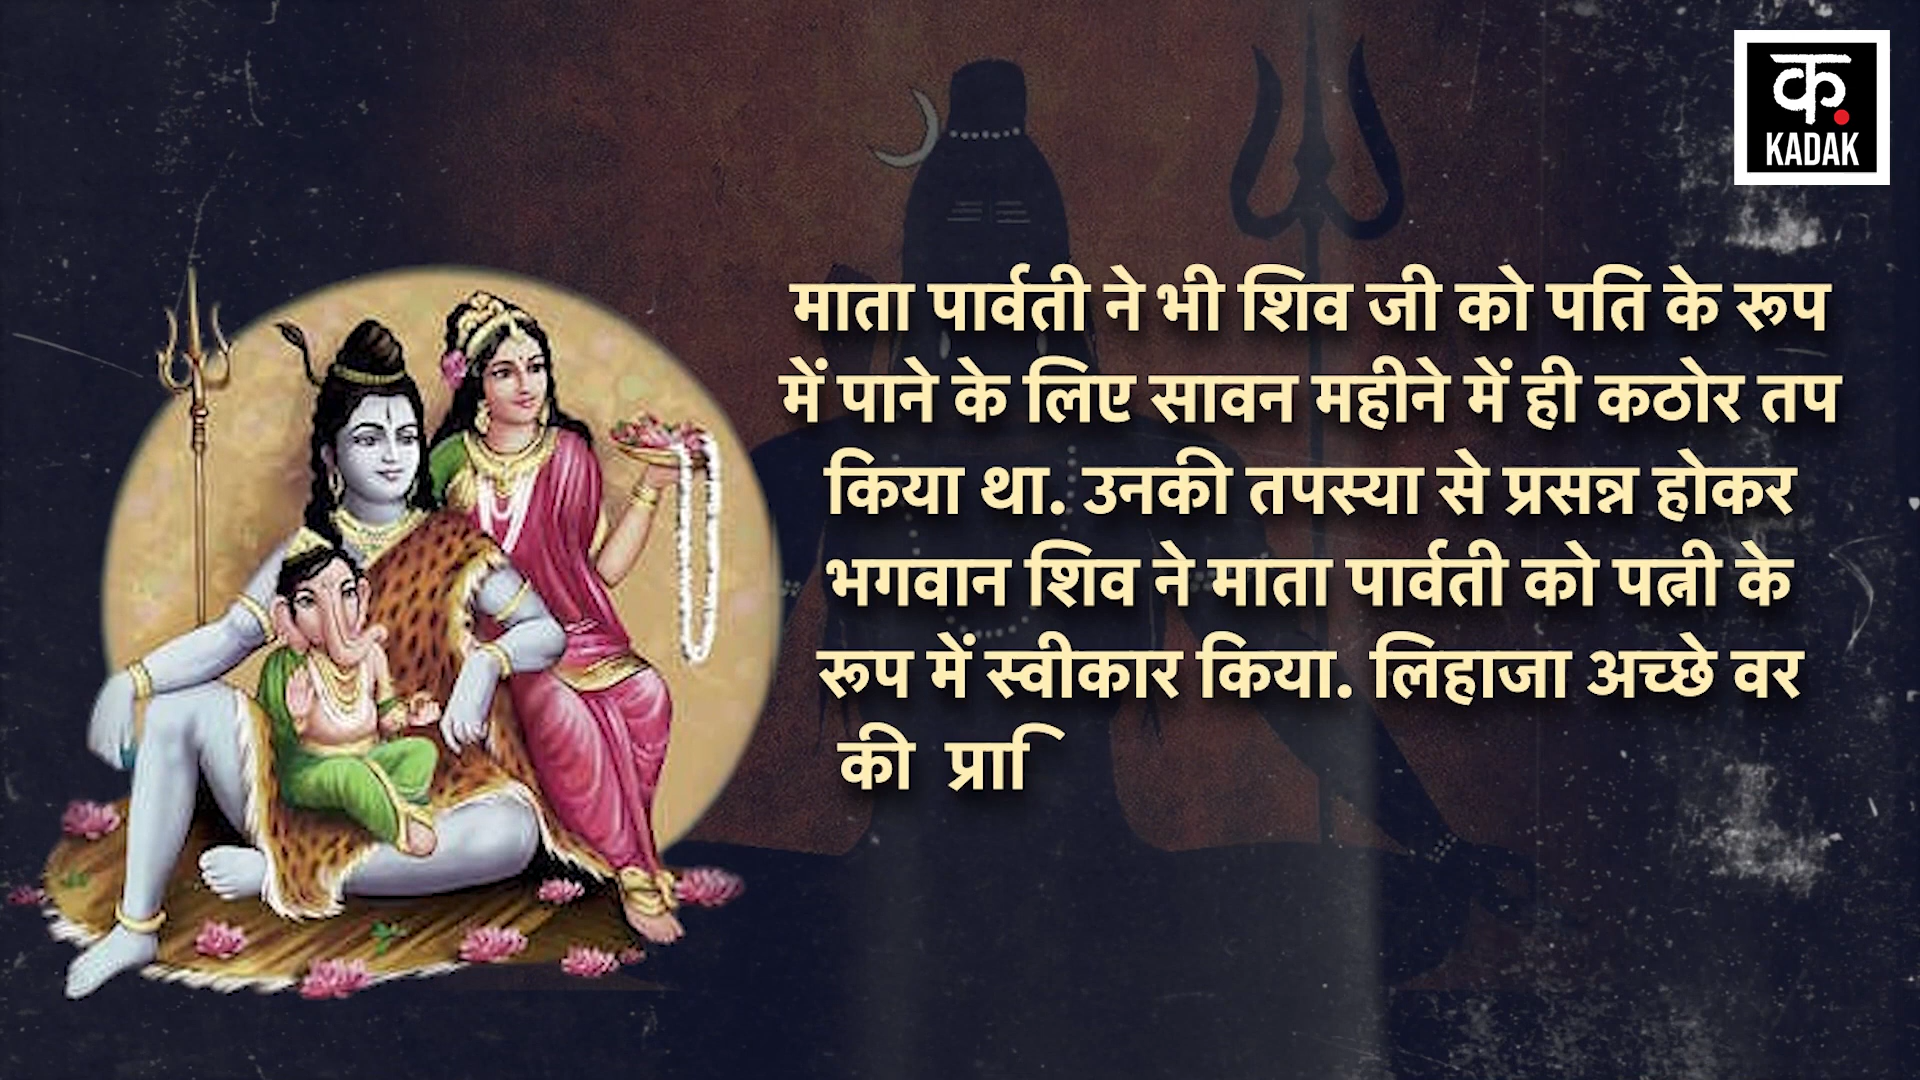 क.
KADAK
माता पार्वती ने भी शिव जी को पति के रूप
में पाने के लिए सावन महीने में ही कठोर तप
किया था. उनकी तपस्या से प्रसन्न होकर
भगवान शिव ने माता पार्वती को पत्नी के
रूप में स्वीकार किया. लिहाजा अच्छे वर
की प्राि